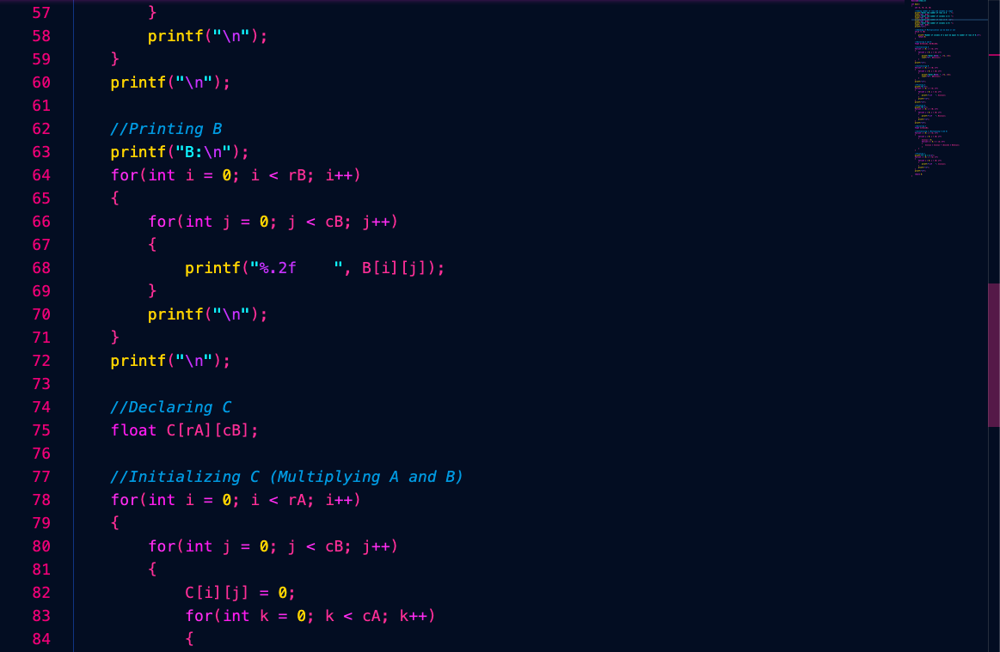 57        }
58        printf("\n");
59    }
60    printf("\n");
61
62    //Printing B
63    printf("B:\n");
64    for(int i = 0; i < rB; i++)
65    {
66        for(int j = 0; j < cB; j++)
67        {
68            printf("%.2f    ", B[i][j]);
69        }
70        printf("\n");
71    }
72    printf("\n");
73
74    //Declaring C
75    float C[rA][cB];
76
77    //Initializing C (Multiplying A and B)
78    for(int i = 0; i < rA; i++)
79    {
80        for(int j = 0; j < cB; j++)
81        {
82            C[i][j] = 0;
83            for(int k = 0; k < cA; k++)
84            {